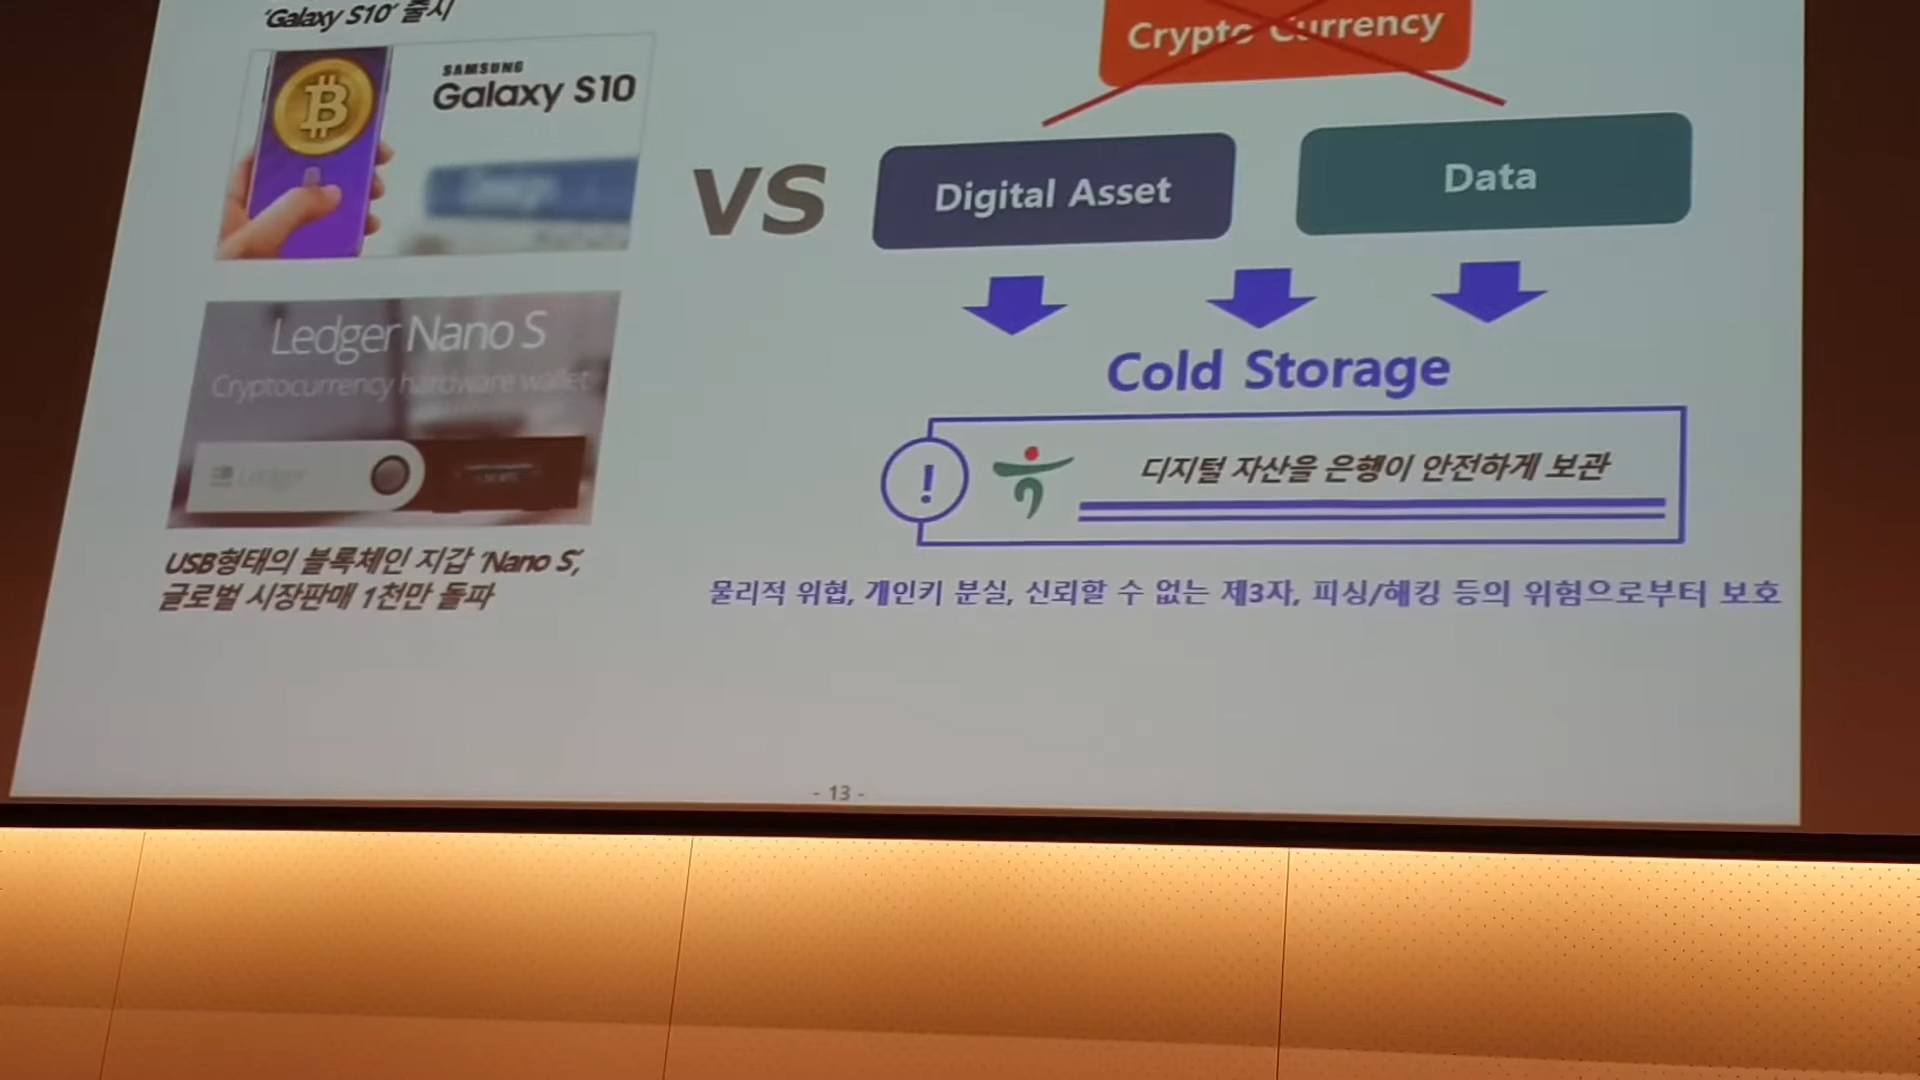 'Galaxy S10' 출시
SAMSUNG
Galaxy S10
Ledger Nano S
Cryptocurrency hardware wallet
Ledger
USB형태의 블록체인 지갑 'Nano S',
글로벌 시장판매 1천만 돌파
VS
Crypto Currency
Digital Asset
Data
Cold Storage
!
디지털 자산을 은행이 안전하게 보관
물리적 위협, 개인키 분실, 신뢰할 수 없는 제3자, 피싱/해킹 등의 위험으로부터 보호
- 13 -